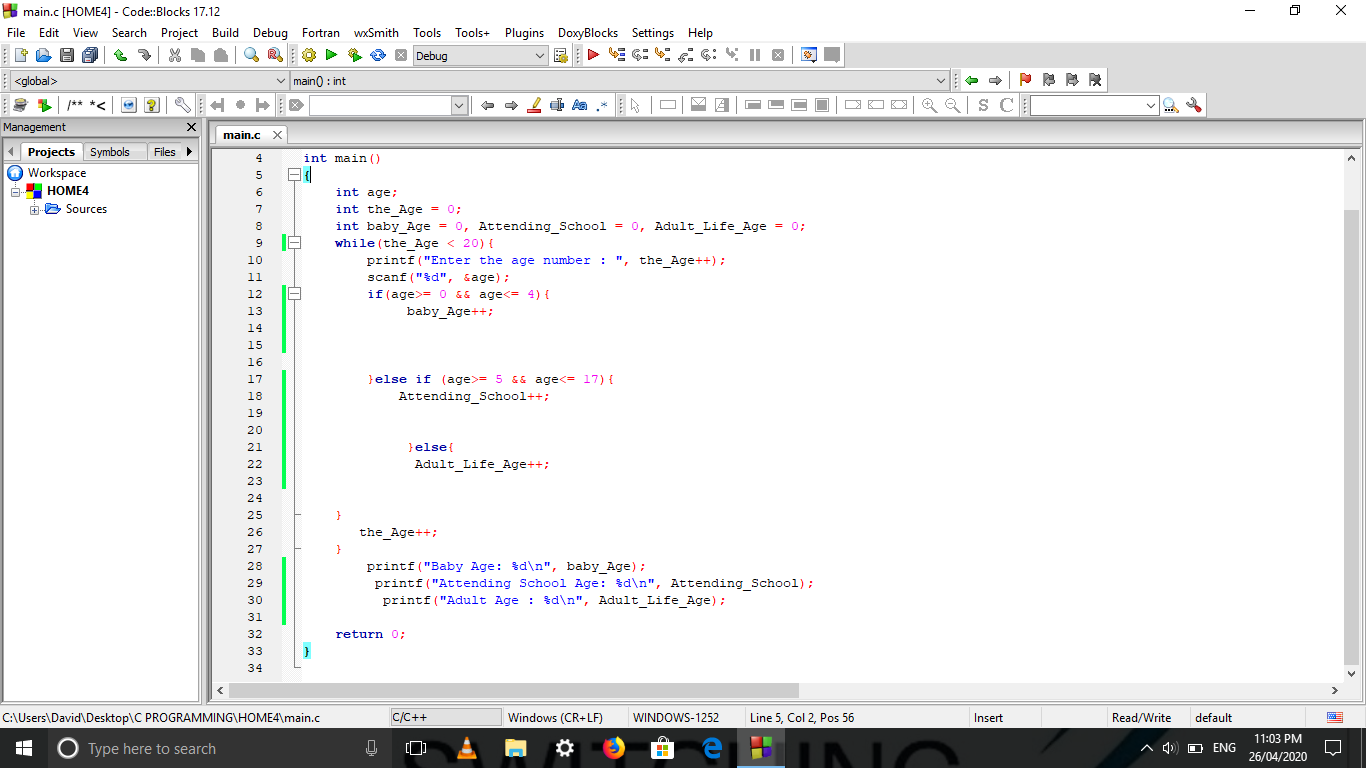 main.c [HOME4] - Code::Blocks 17.12
File Edit View Search Project Build Debug Fortran wxSmith Tools Tools+ Plugins DoxyBlocks Settings Help
Debug
<global> main() : int
/** *< Aa .* S C
Management
Projects Symbols Files
main.c
Workspace
HOME4
Sources
4 int main()
5 {
6 int age;
7 int the_Age = 0;
8 int baby_Age = 0, Attending_School = 0, Adult_Life_Age = 0;
9 while(the_Age < 20){
10 printf("Enter the age number : ", the_Age++);
11 scanf("%d", &age);
12 if(age>= 0 && age<= 4){
13 baby_Age++;
14
15
16
17 }else if (age>= 5 && age<= 17){
18 Attending_School++;
19
20
21 }else{
22 Adult_Life_Age++;
23
24
25 }
26 the_Age++;
27 }
28 printf("Baby Age: %d\n", baby_Age);
29 printf("Attending School Age: %d\n", Attending_School);
30 printf("Adult Age : %d\n", Adult_Life_Age);
31
32 return 0;
33 }
34
C:\Users\David\Desktop\C PROGRAMMING\HOME4\main.c C/C++ Windows (CR+LF) WINDOWS-1252 Line 5, Col 2, Pos 56 Insert Read/Write default
Type here to search
ENG
11:03 PM
26/04/2020